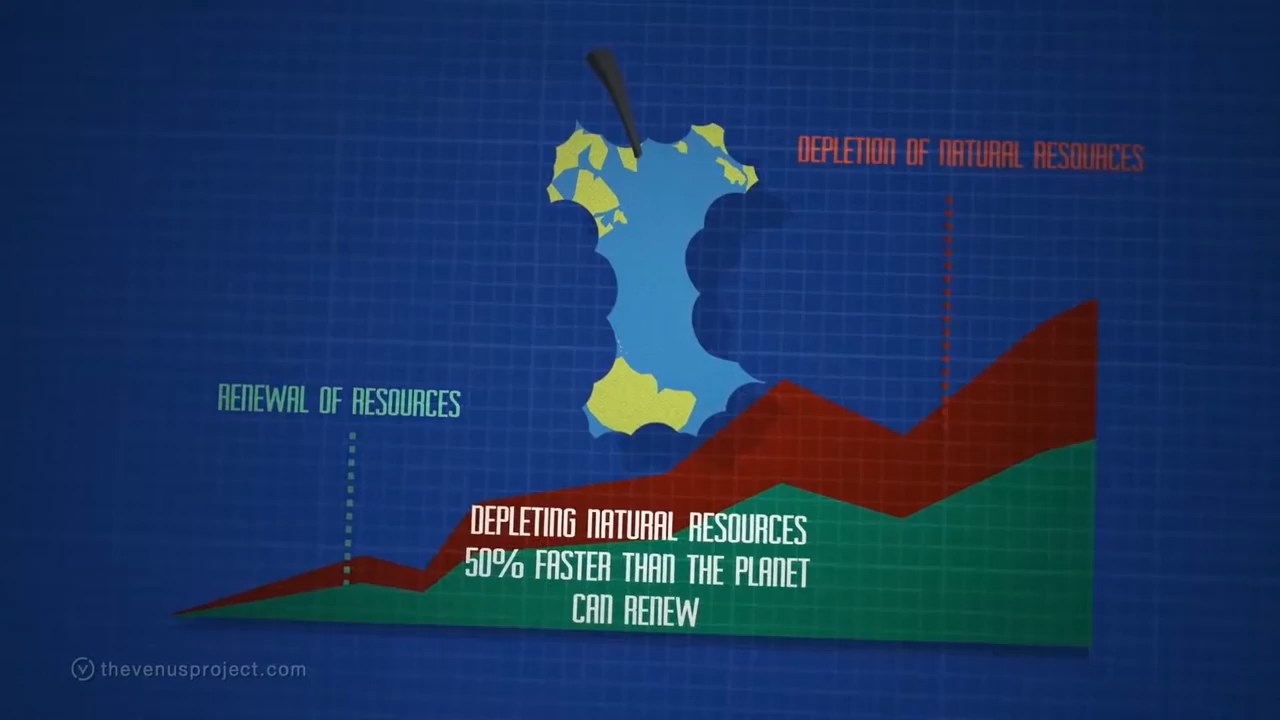 DEPLETION OF NATURAL RESOURCES
RENEWAL OF RESOURCES
DEPLETING NATURAL RESOURCES
50% FASTER THAN THE PLANET
CAN RENEW
thevenusproject.com